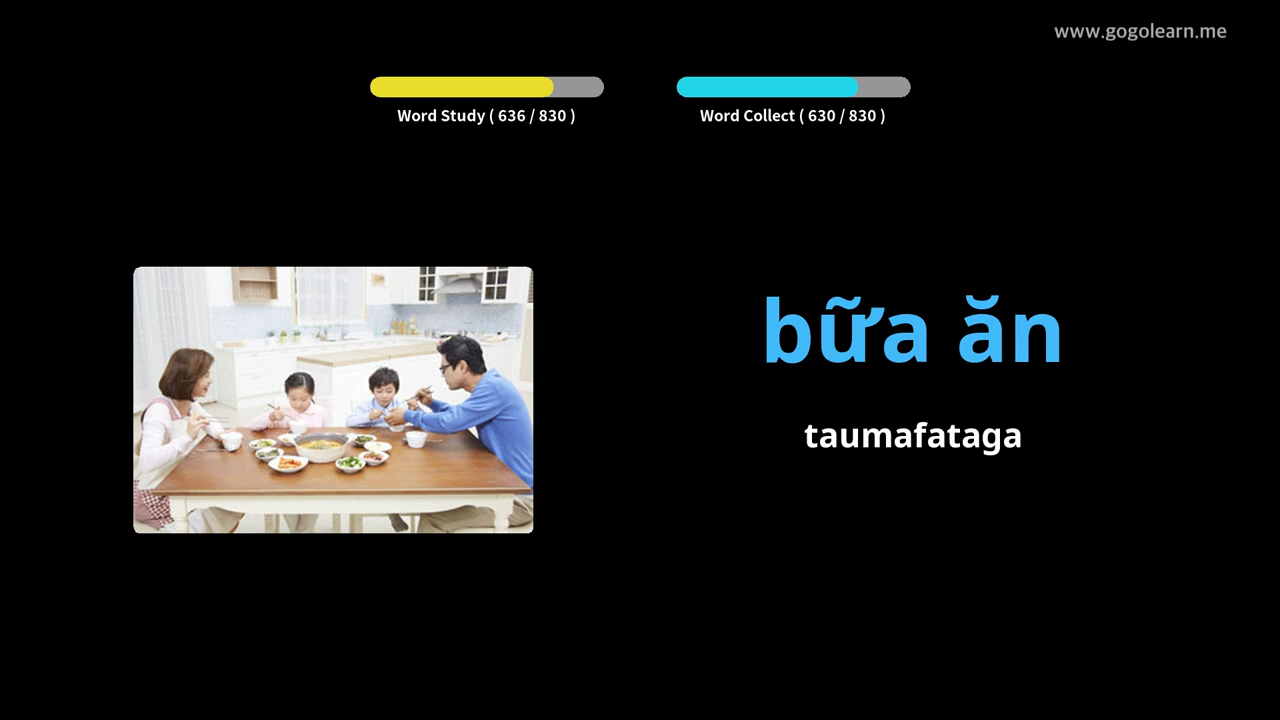 www.gogolearn.me
Word Study ( 636 / 830 )
Word Collect ( 630 / 830 )
bữa ăn
taumafataga